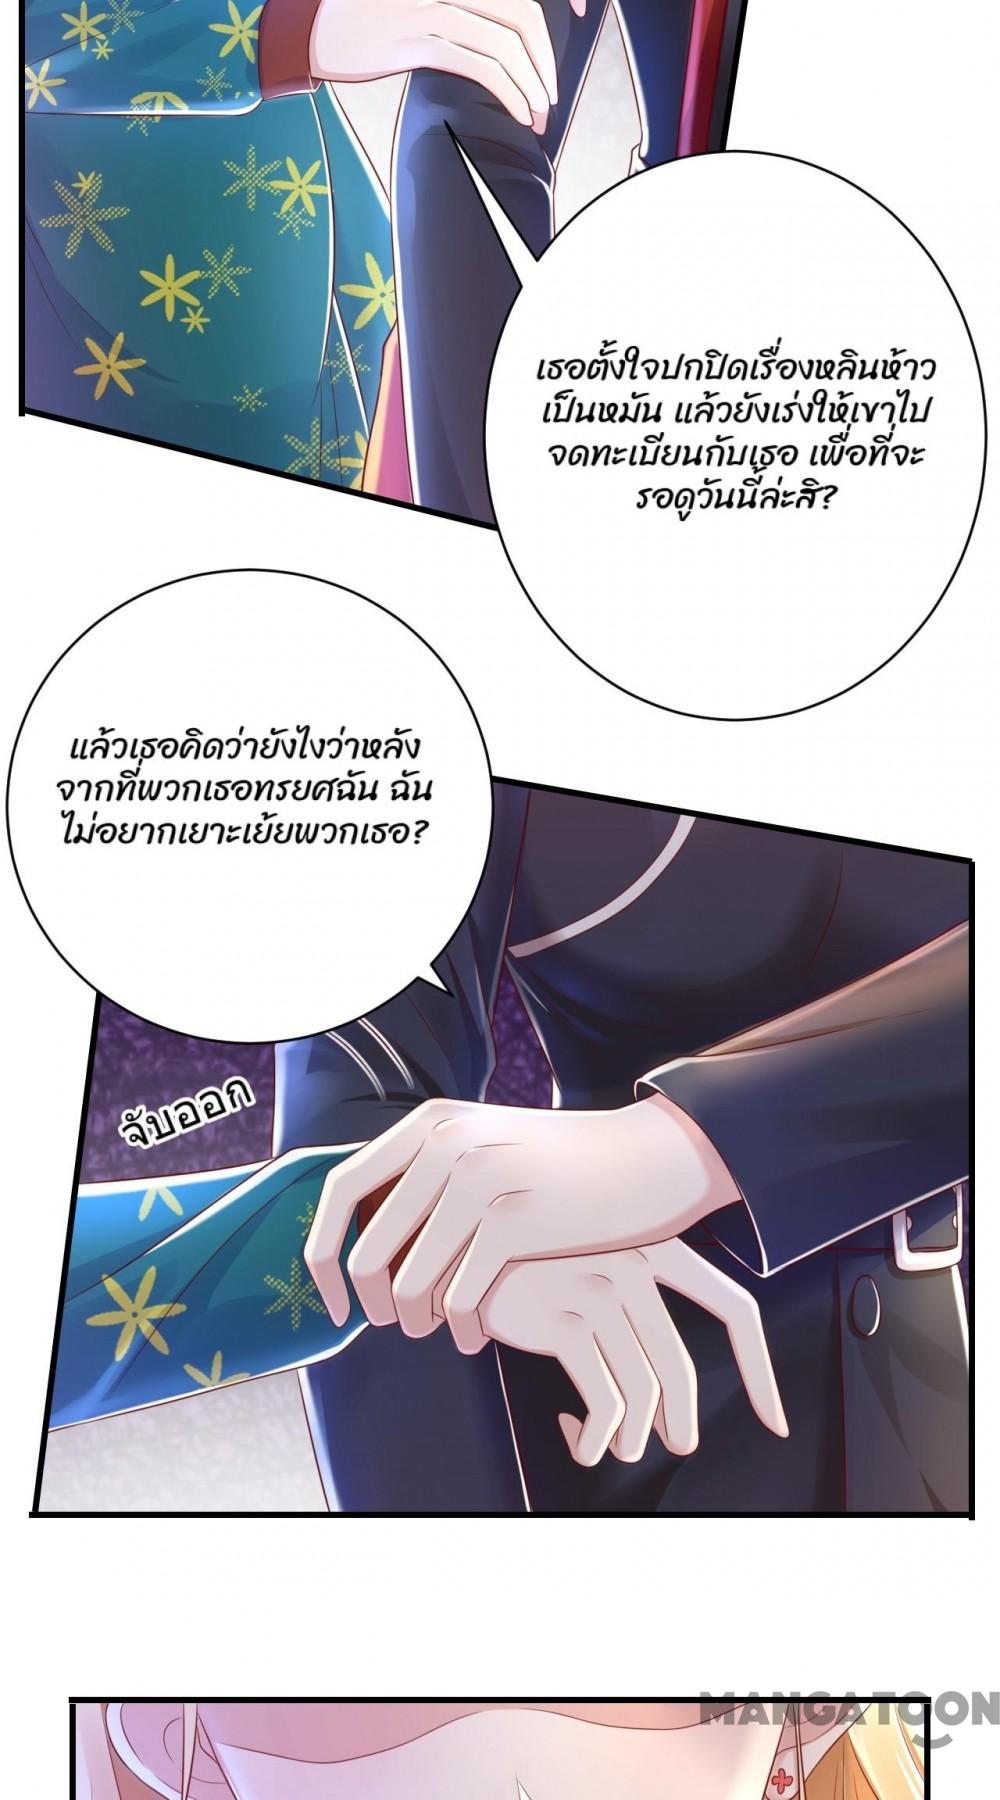 เธอตั้งใจปกปิดเรื่องหลินห้าว
เป็นหมัน แล้วยังเร่งให้เขาไป
จดทะเบียนกับเธอ เพื่อที่จะ
รอดูวันนี้ล่ะสิ?
แล้วเธอคิดว่ายังไงว่าหลัง
จากที่พวกเธอทรยศฉัน ฉัน
ไม่อยากเยาะเย้ยพวกเธอ?
จับออก
MANGATOON